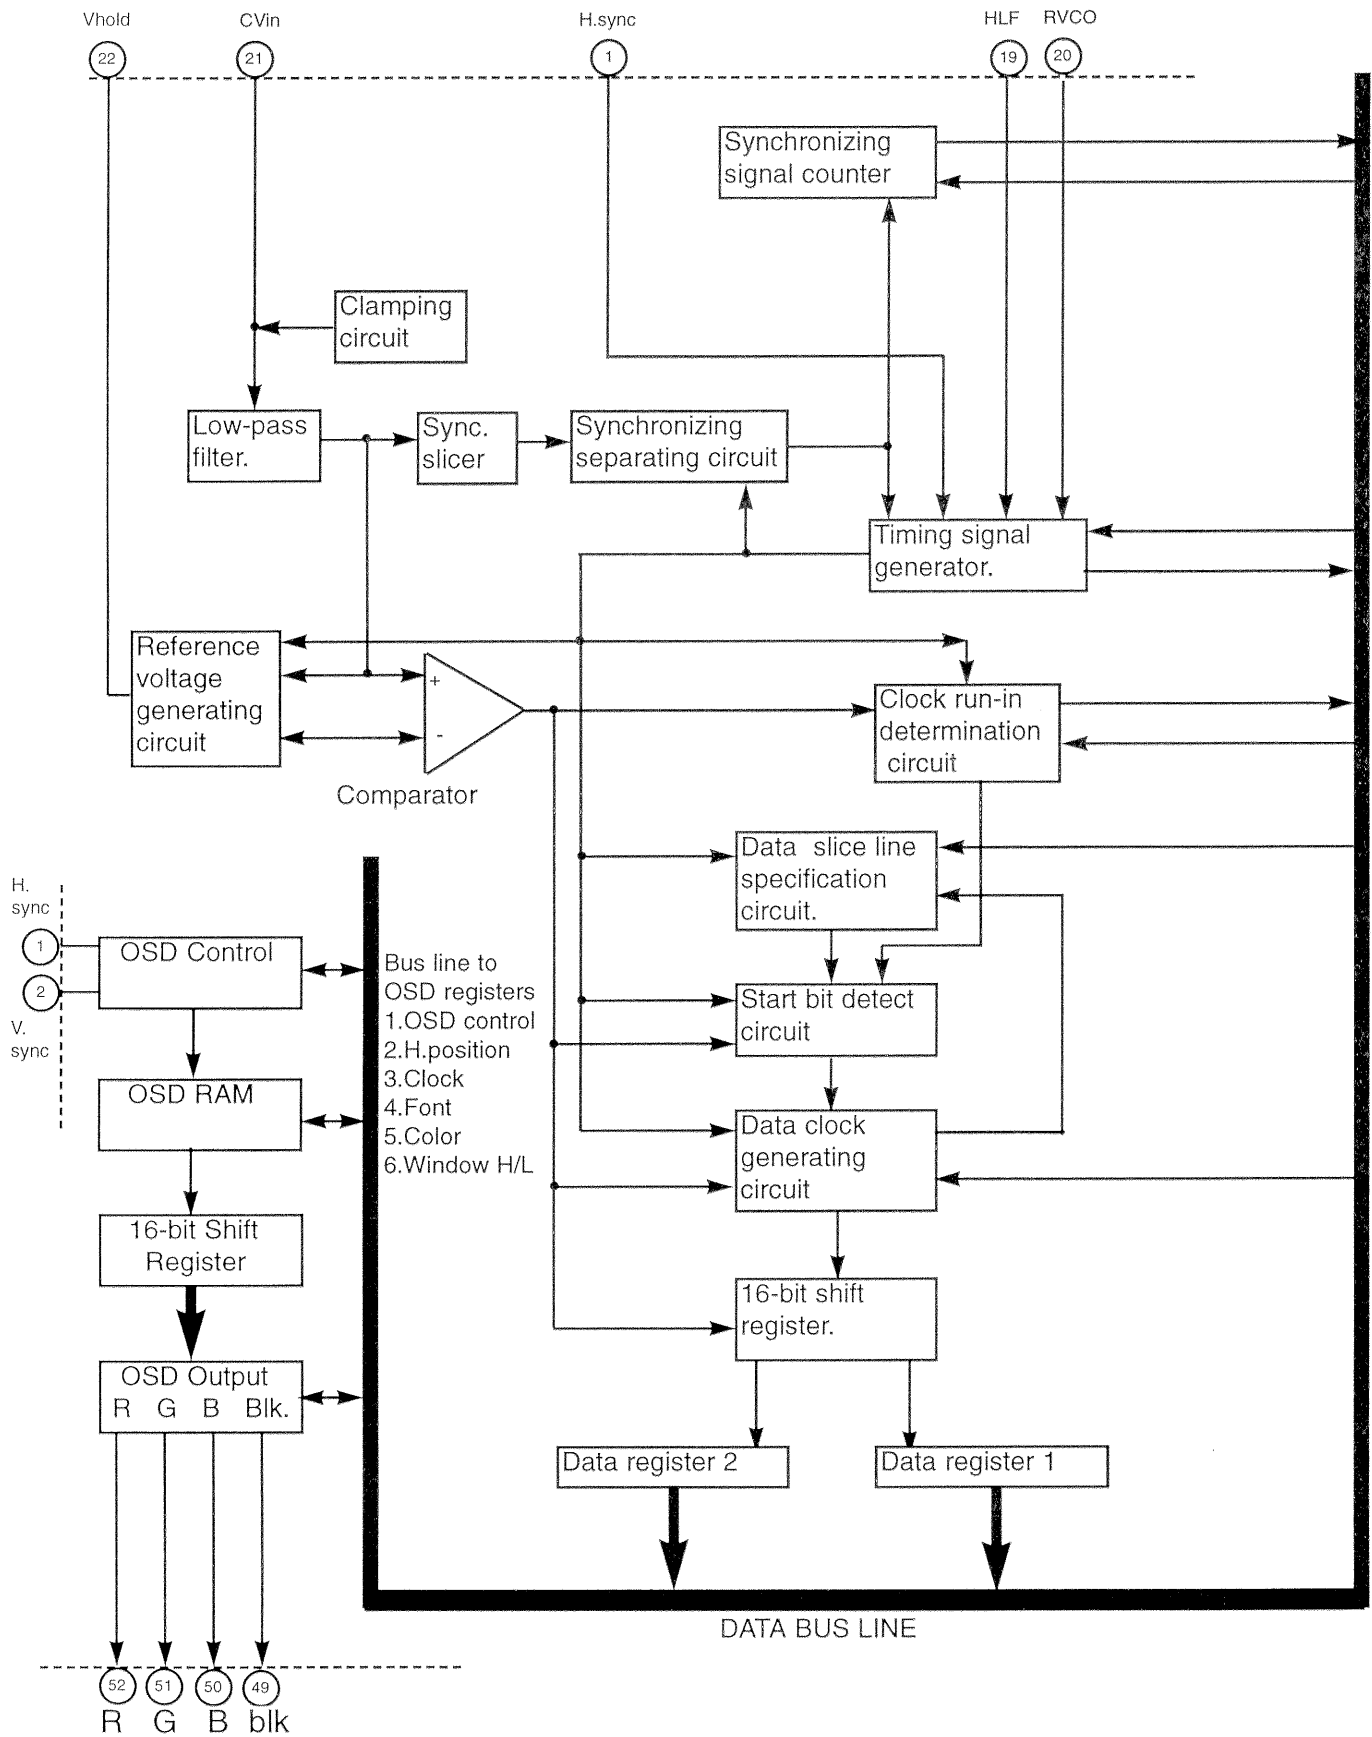 Vhold
CVin
H.sync
HLF
RVCO
22
21
1
19
20
Synchronizing
signal counter
Clamping
circuit
Low-pass
filter.
Sync.
slicer
Synchronizing
separating circuit
Timing signal
generator.
Reference
voltage
generating
circuit
+
-
Comparator
Clock run-in
determination
circuit
Data slice line
specification
circuit.
H.
sync
1
2
V.
sync
OSD Control
Bus line to
OSD registers
1.OSD control
2.H.position
3.Clock
4.Font
5.Color
6.Window H/L
Start bit detect
circuit
OSD RAM
Data clock
generating
circuit
16-bit Shift
Register
16-bit shift
register.
OSD Output
R G B Blk.
Data register 2
Data register 1
DATA BUS LINE
52
51
50
49
R G B blk